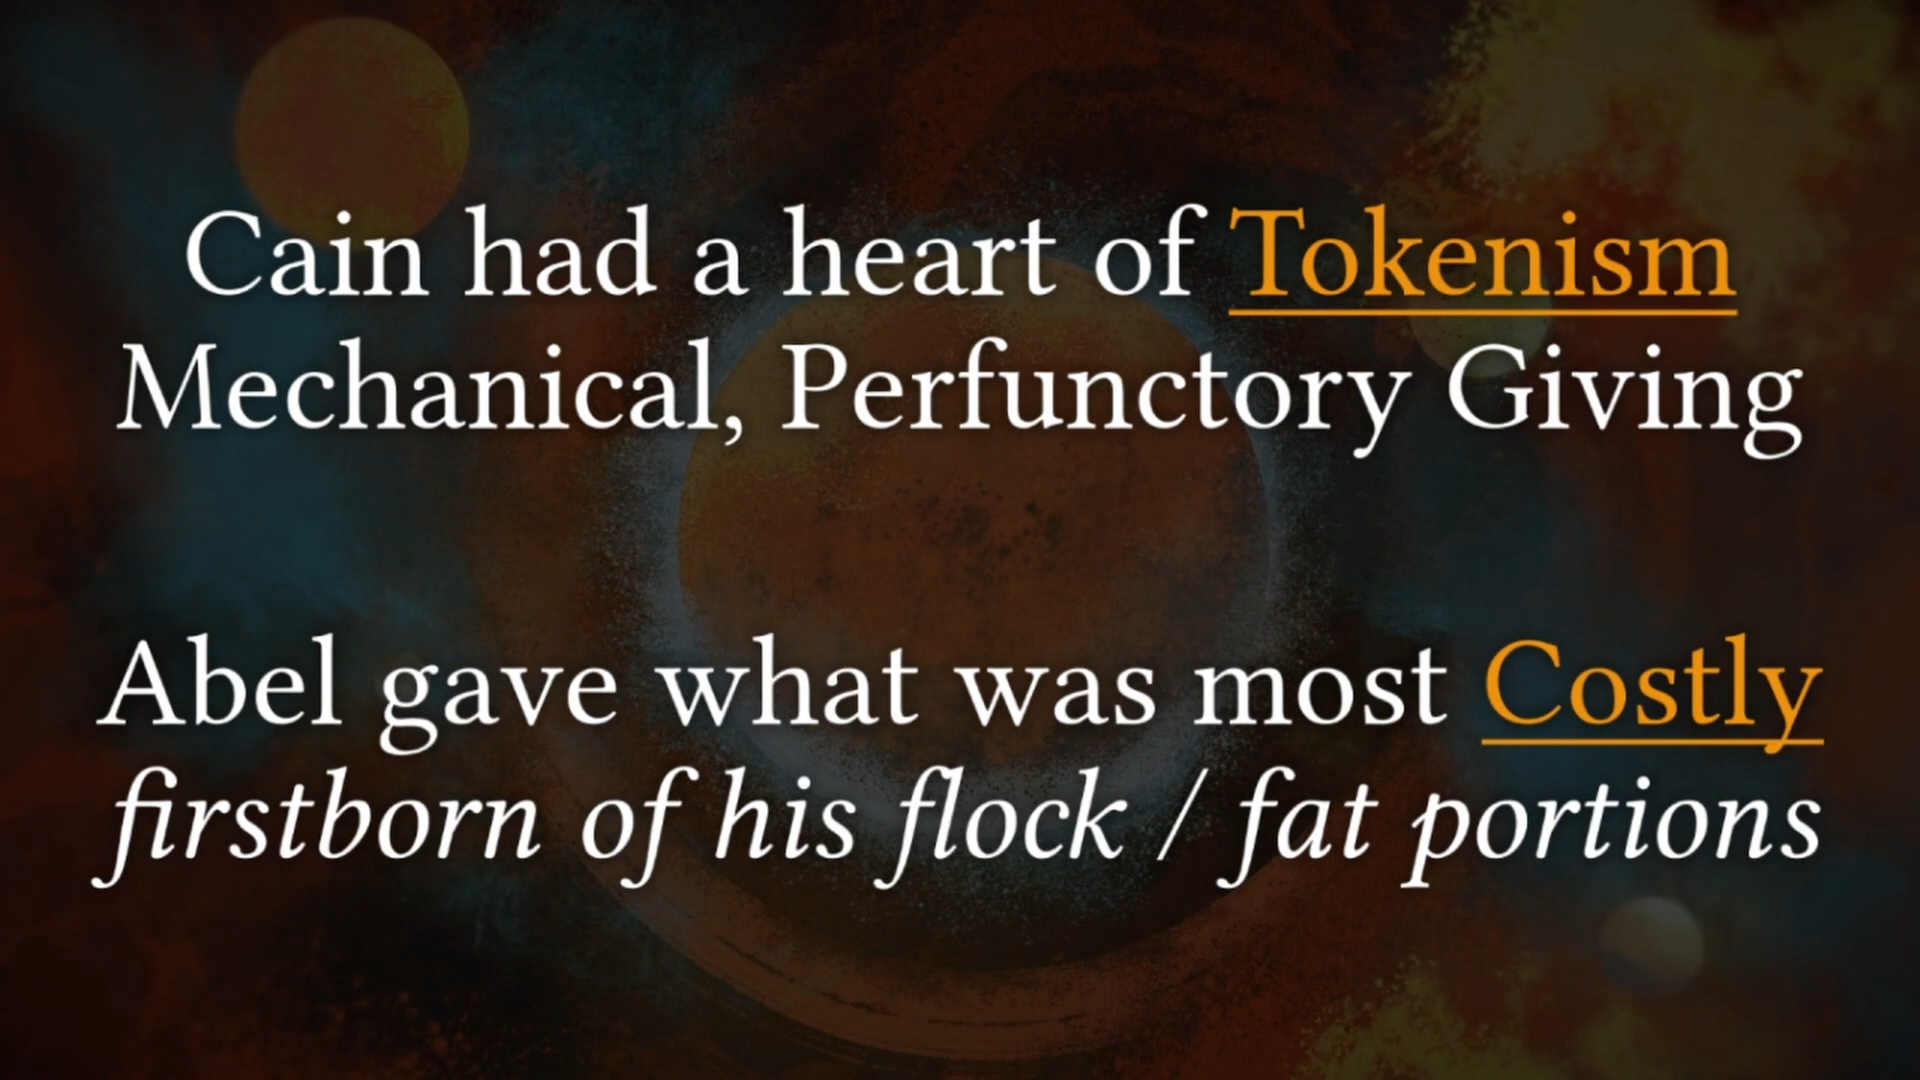 Cain had a heart of Tokenism
Mechanical, Perfunctory Giving
Abel gave what was most Costly
firstborn of his flock / fat portions